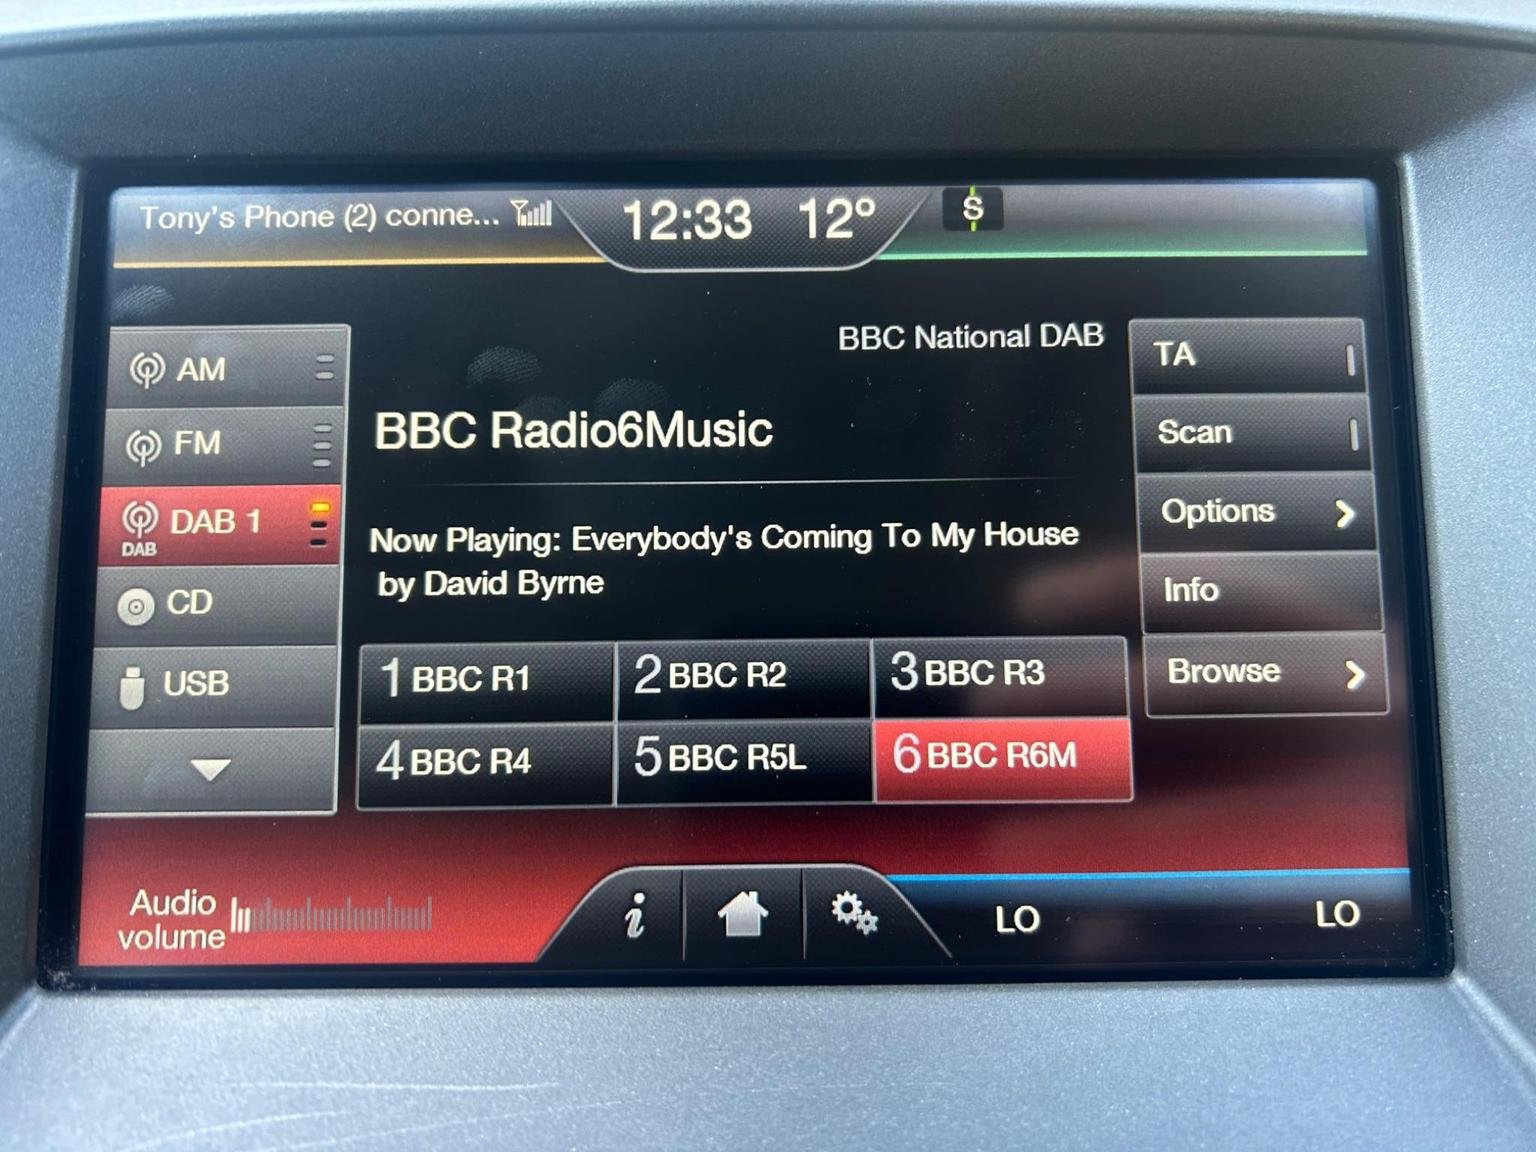 Tony's Phone (2) conne...
12:33 12°
S
AM
FM
DAB 1
DAB
CD
USB
BBC National DAB
BBC Radio6Music
Now Playing: Everybody's Coming To My House
by David Byrne
1 BBC R1
2 BBC R2
3 BBC R3
4 BBC R4
5 BBC R5L
6 BBC R6M
TA
Scan
Options
Info
Browse
Audio
volume
i
LO
LO